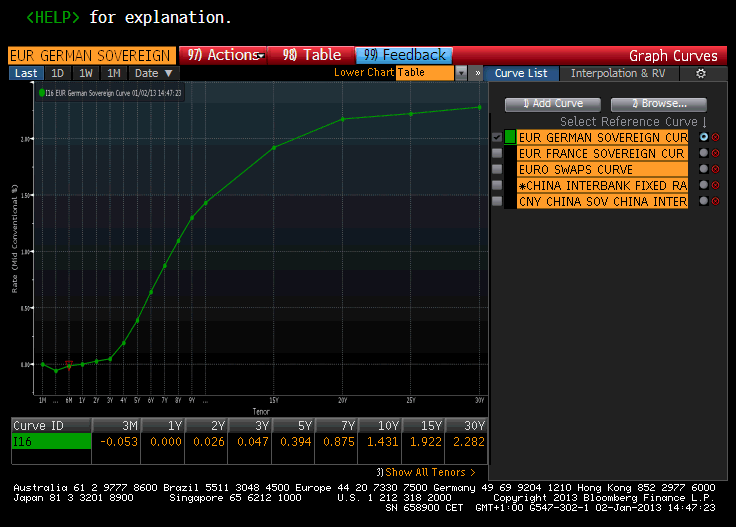 <HELP> for explanation.
EUR GERMAN SOVEREIGN 97) Actions 98) Table 99) Feedback Graph Curves
Last 1D 1W 1M Date ▼ Lower Chart Table » Curve List Interpolation & RV
I16 EUR German Sovereign Curve 01/02/13 14:47:23
1) Add Curve 2) Browse...
Select Reference Curve ↓
EUR GERMAN SOVEREIGN CUR
EUR FRANCE SOVEREIGN CUR
EURO SWAPS CURVE
*CHINA INTERBANK FIXED RA
CNY CHINA SOV CHINA INTER
Rate (Mid Conventional %)
2.00
1.50
1.00
0.50
0.00
1M ... 6M 1Y 2Y 3Y 4Y 5Y 6Y 7Y 8Y 9Y ... 15Y 20Y 25Y 30Y
Tenor
Curve ID 3M 1Y 2Y 3Y 5Y 7Y 10Y 15Y 30Y
I16 -0.053 0.000 0.026 0.047 0.394 0.875 1.431 1.922 2.282
3) Show All Tenors >
Australia 61 2 9777 8600 Brazil 5511 3048 4500 Europe 44 20 7330 7500 Germany 49 69 9204 1210 Hong Kong 852 2977 6000
Japan 81 3 3201 8900 Singapore 65 6212 1000 U.S. 1 212 318 2000 Copyright 2013 Bloomberg Finance L.P.
SN 658900 CET GMT+1:00 G547-302-1 02-Jan-2013 14:47:23